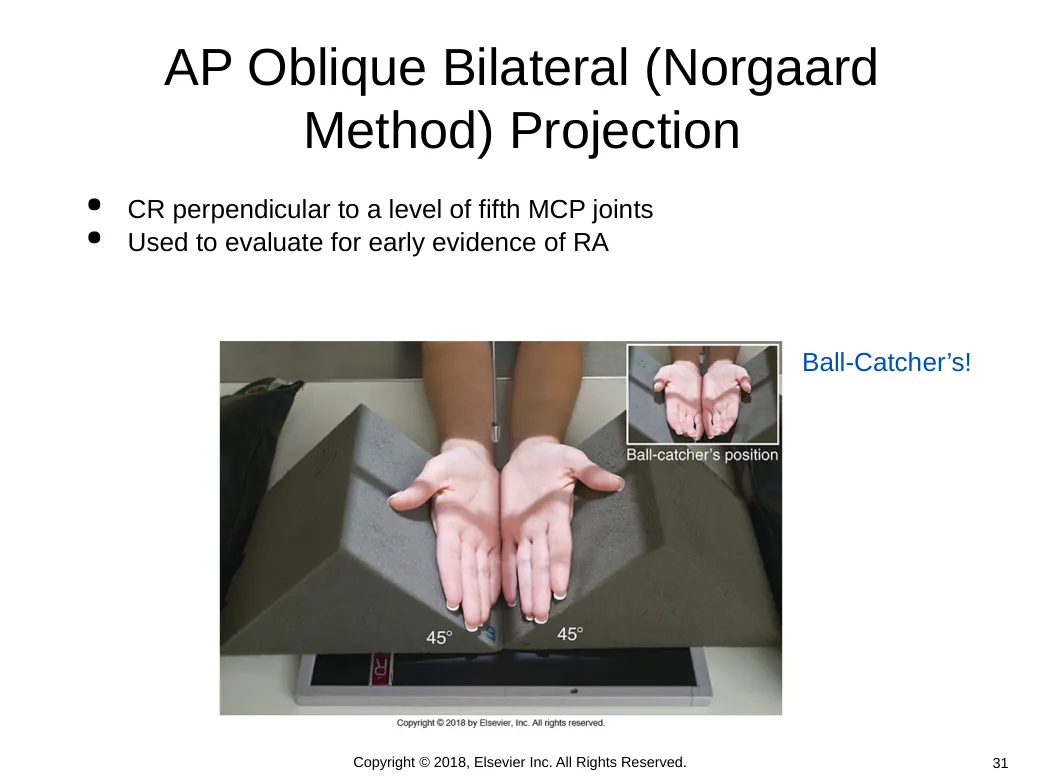 AP Oblique Bilateral (Norgaard
Method) Projection
• CR perpendicular to a level of fifth MCP joints
• Used to evaluate for early evidence of RA
Ball-Catcher’s!
Ball-catcher’s position
45°
45°
R
Copyright © 2018 by Elsevier, Inc. All rights reserved.
Copyright © 2018, Elsevier Inc. All Rights Reserved.
31